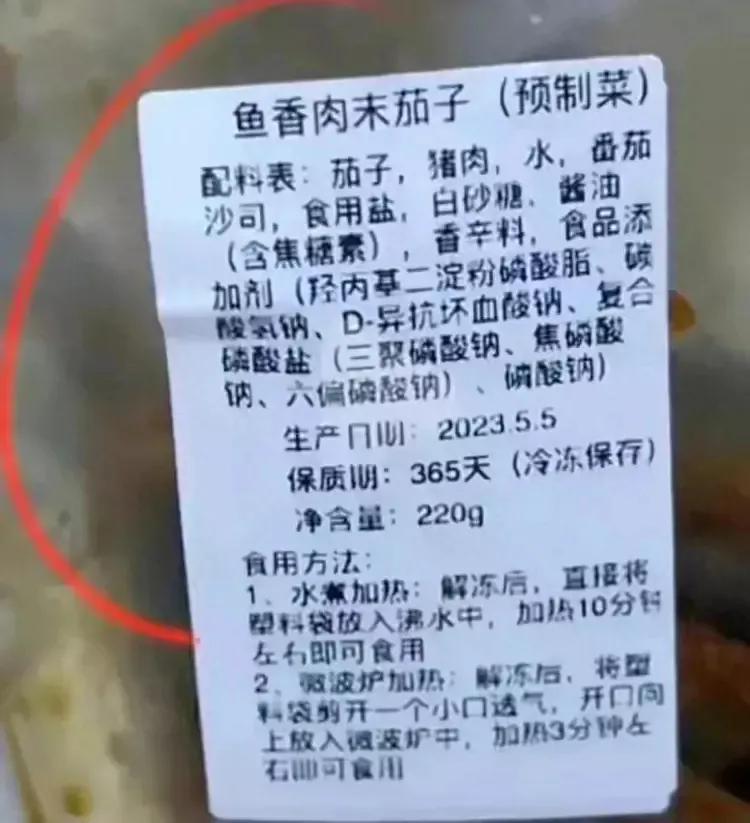 鱼香肉末茄子（预制菜）
配料表：茄子，猪肉，水，番茄
沙司，食用盐，白砂糖、酱油
（含焦糖素），香辛料，食品添
加剂（羟丙基二淀粉磷酸脂、碳
酸氢钠、D-异抗坏血酸钠、复合
磷酸盐（三聚磷酸钠、焦磷酸
钠、六偏磷酸钠）、磷酸钠）
生产日期：2023.5.5
保质期：365天（冷冻保存）
净含量：220g
食用方法：
1、水煮加热：解冻后，直接将
塑料袋放入沸水中，加热10分钟
左右即可食用
2、微波炉加热：解冻后，将塑
料袋剪开一个小口透气，开口向
上放入微波炉中，加热3分钟左
右即可食用